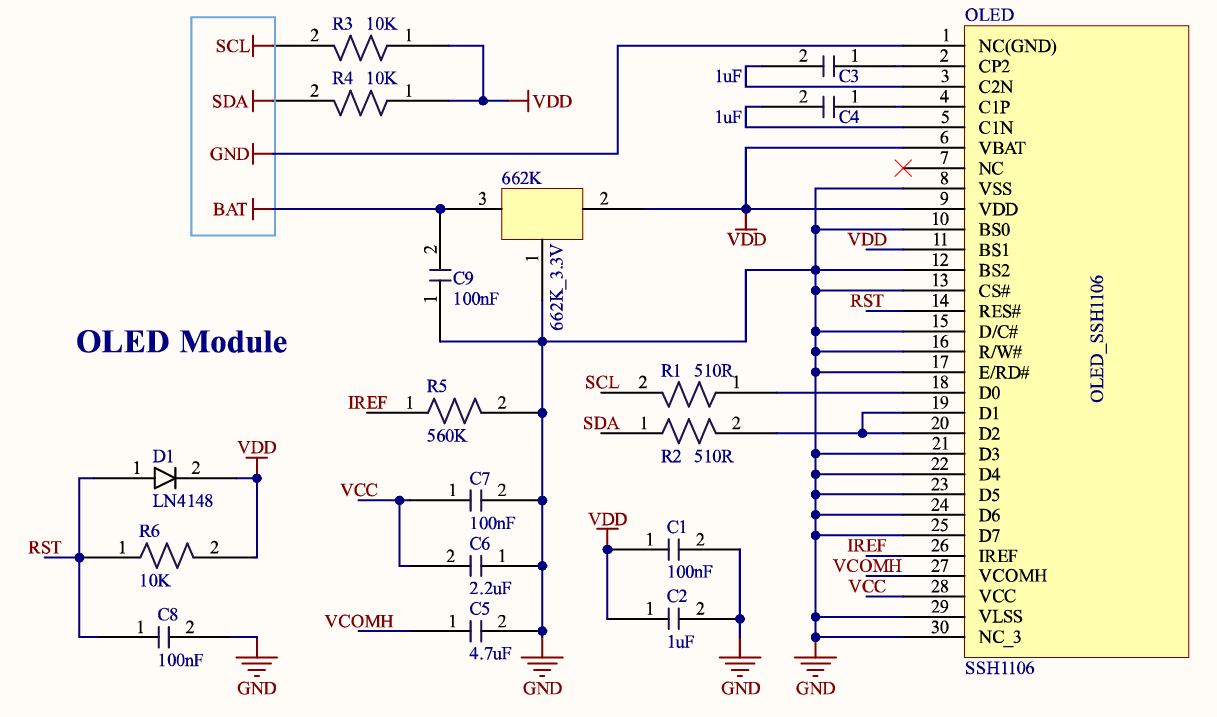 OLED
SCL 2 R3 10K 1
SDA 2 R4 10K 1 VDD
GND
BAT
662K
3 2
1
662K_3.3V
VDD
2 C9 1
100nF
OLED Module
1uF 2 1 C3
1uF 2 1 C4
1 NC(GND)
2 CP2
3 C2N
4 C1P
5 C1N
6 VBAT
7 NC
8 VSS
9 VDD
10 BS0
VDD 11 BS1
12 BS2
13 CS#
RST 14 RES#
15 D/C#
16 R/W#
17 E/RD#
18 D0
19 D1
20 D2
21 D3
22 D4
23 D5
24 D6
25 D7
IREF 26 IREF
VCOMH 27 VCOMH
VCC 28 VCC
29 VLSS
30 NC_3
OLED_SSH1106
SSH1106
SCL 2 R1 510R 1
SDA 1 2
R2 510R
IREF 1 R5 2
560K
VCC 1 C7 2
100nF
2 C6 1
2.2uF
VCOMH 1 C5 2
4.7uF
GND
VDD
1 C1 2
100nF
1 C2 2
1uF
GND
GND
VDD
1 D1 2
LN4148
RST 1 R6 2
10K
1 C8 2
100nF
GND